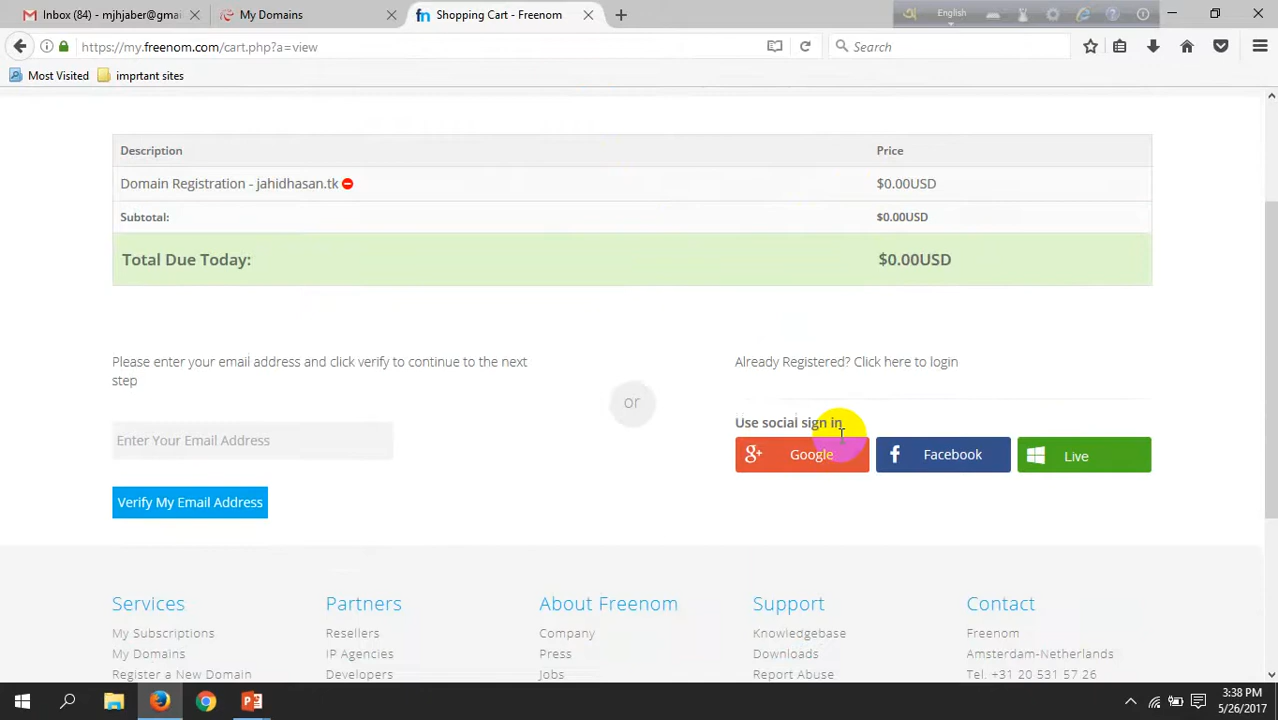 Inbox (84) - mjhjaber@gmai
My Domains
Shopping Cart - Freenom
English
https://my.freenom.com/cart.php?a=view
Search
Most Visited
imprtant sites
Description Price
Domain Registration - jahidhasan.tk $0.00USD
Subtotal: $0.00USD
Total Due Today: $0.00USD
Please enter your email address and click verify to continue to the next
step
Enter Your Email Address
Verify My Email Address
or
Already Registered? Click here to login
Use social sign in
Google Facebook Live
Services Partners About Freenom Support Contact
My Subscriptions Resellers Company Knowledgebase Freenom
My Domains IP Agencies Press Downloads Amsterdam-Netherlands
Register a New Domain Developers Jobs Report Abuse Tel. +31 20 531 57 26
3:38 PM
5/26/2017